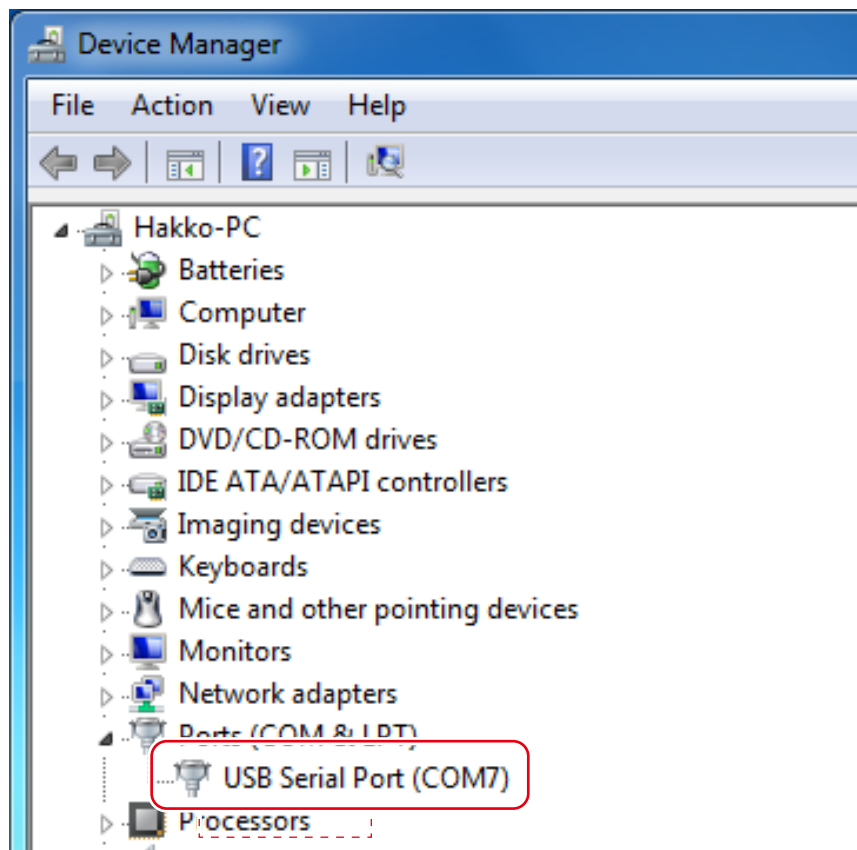 Device Manager
File Action View Help
Hakko-PC
Batteries
Computer
Disk drives
Display adapters
DVD/CD-ROM drives
IDE ATA/ATAPI controllers
Imaging devices
Keyboards
Mice and other pointing devices
Monitors
Network adapters
Ports (COM & LPT)
USB Serial Port (COM7)
Processors